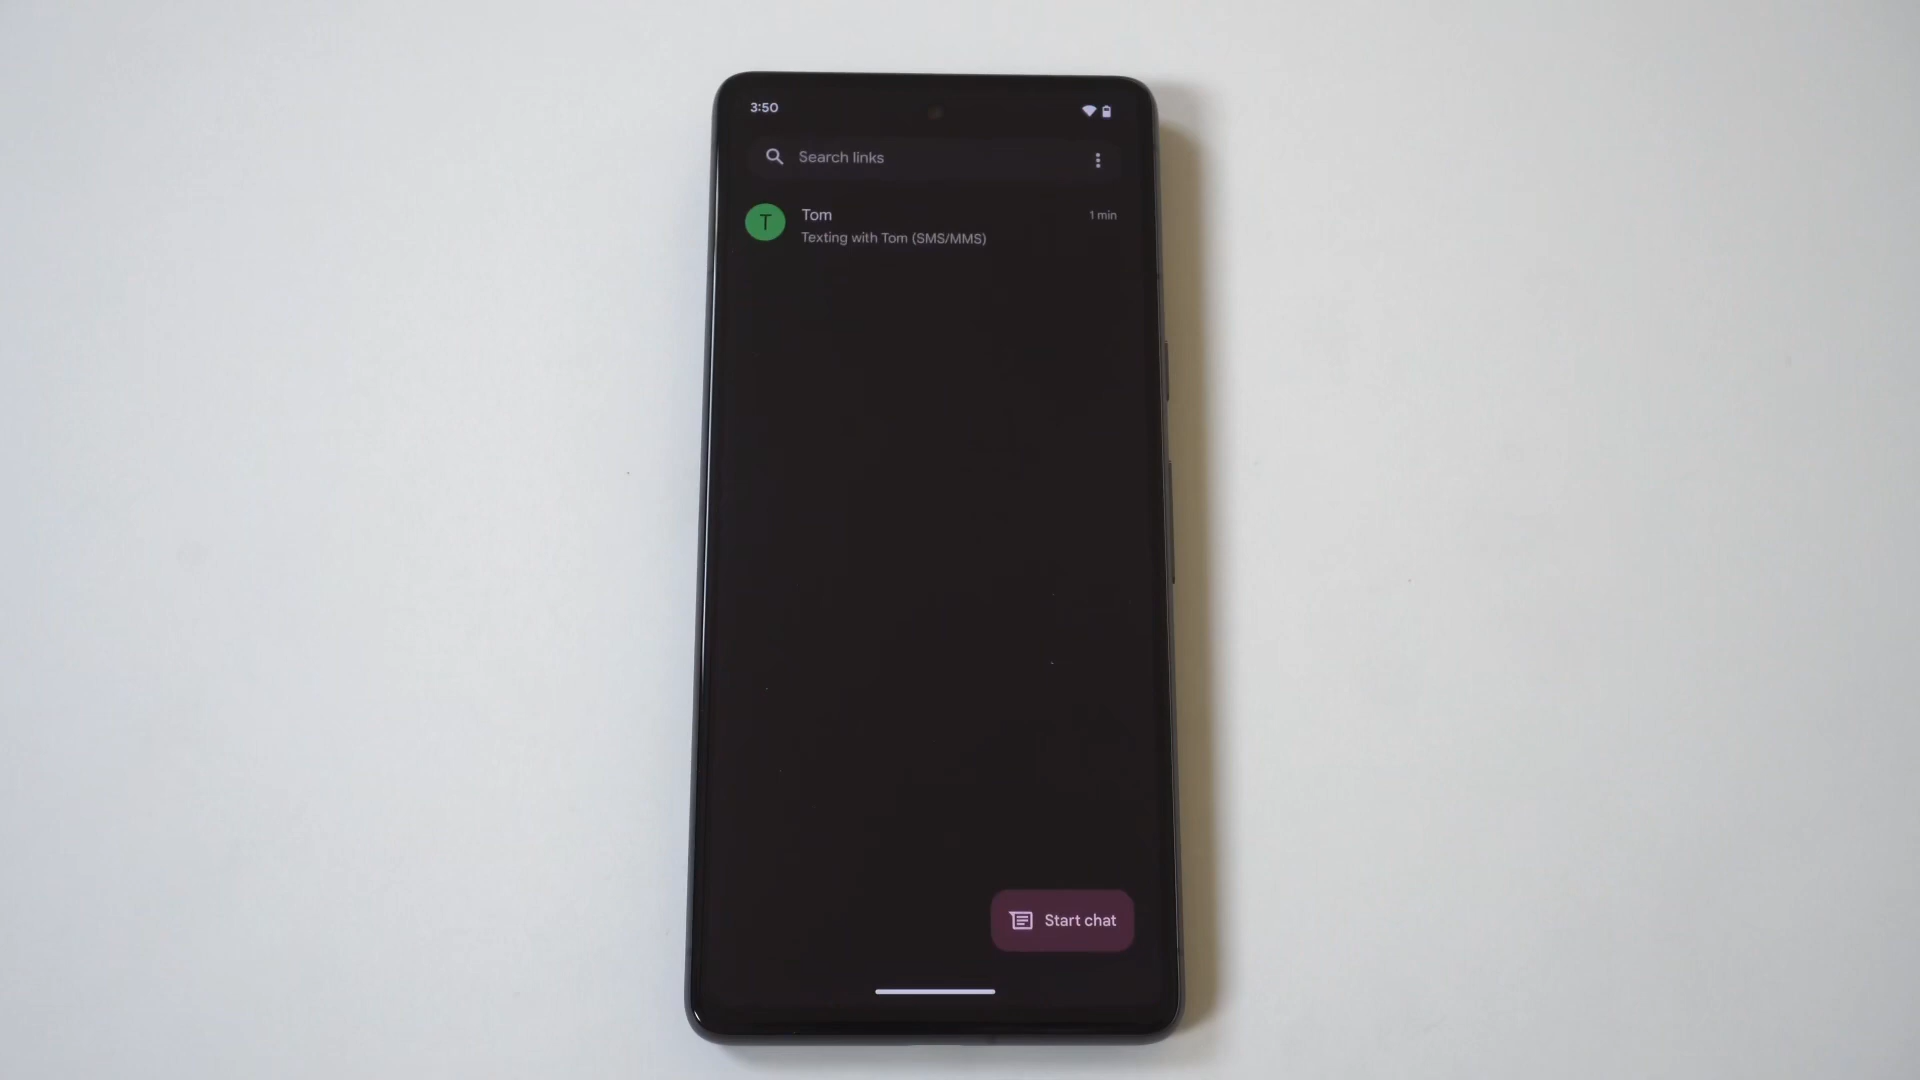 3:50
Search links
T
Tom
1 min
Texting with Tom (SMS/MMS)
Start chat